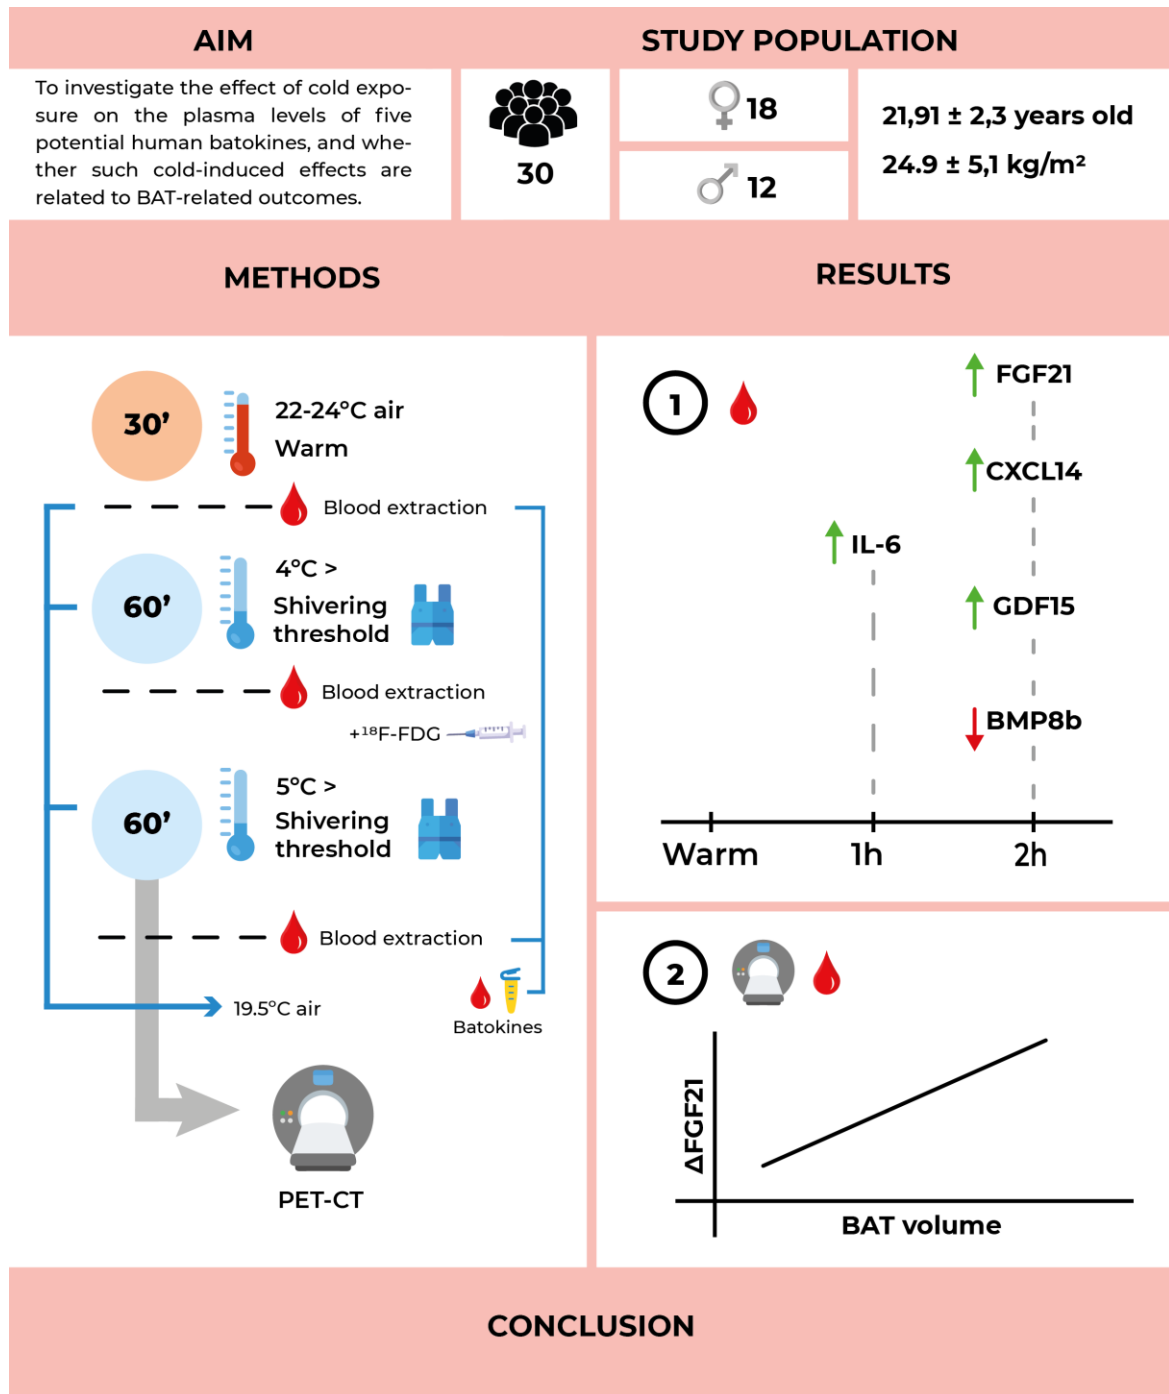 AIM
STUDY POPULATION
To investigate the effect of cold expo-
sure on the plasma levels of five
potential human batokines, and whe-
ther such cold-induced effects are
related to BAT-related outcomes.
30
18
12
21,91 ± 2,3 years old
24.9 ± 5,1 kg/m²
METHODS
30’
22-24°C air
Warm
Blood extraction
60’
4°C >
Shivering
threshold
Blood extraction
+¹⁸F-FDG
60’
5°C >
Shivering
threshold
Blood extraction
19.5°C air
Batokines
PET-CT
RESULTS
1
FGF21
CXCL14
IL-6
GDF15
BMP8b
Warm
1h
2h
2
ΔFGF21
BAT volume
CONCLUSION